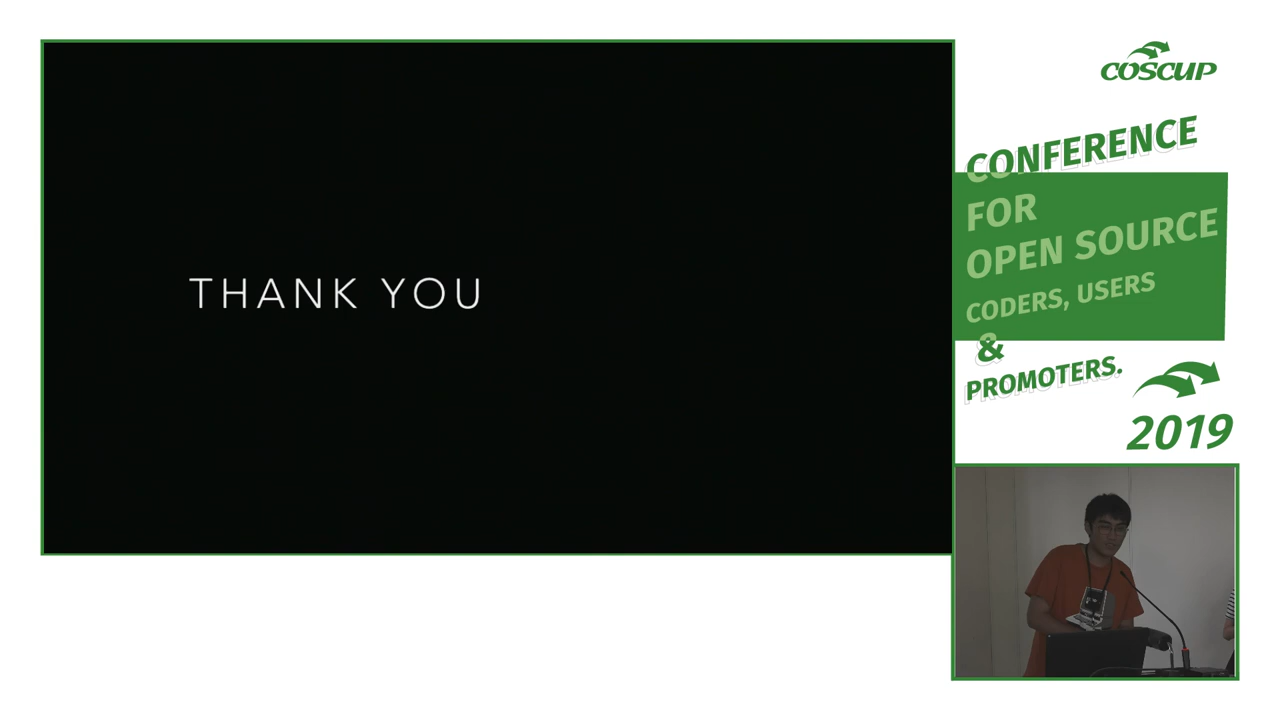 THANK YOU
COSCUP
CONFERENCE
FOR
OPEN SOURCE
CODERS, USERS
&
PROMOTERS.
2019